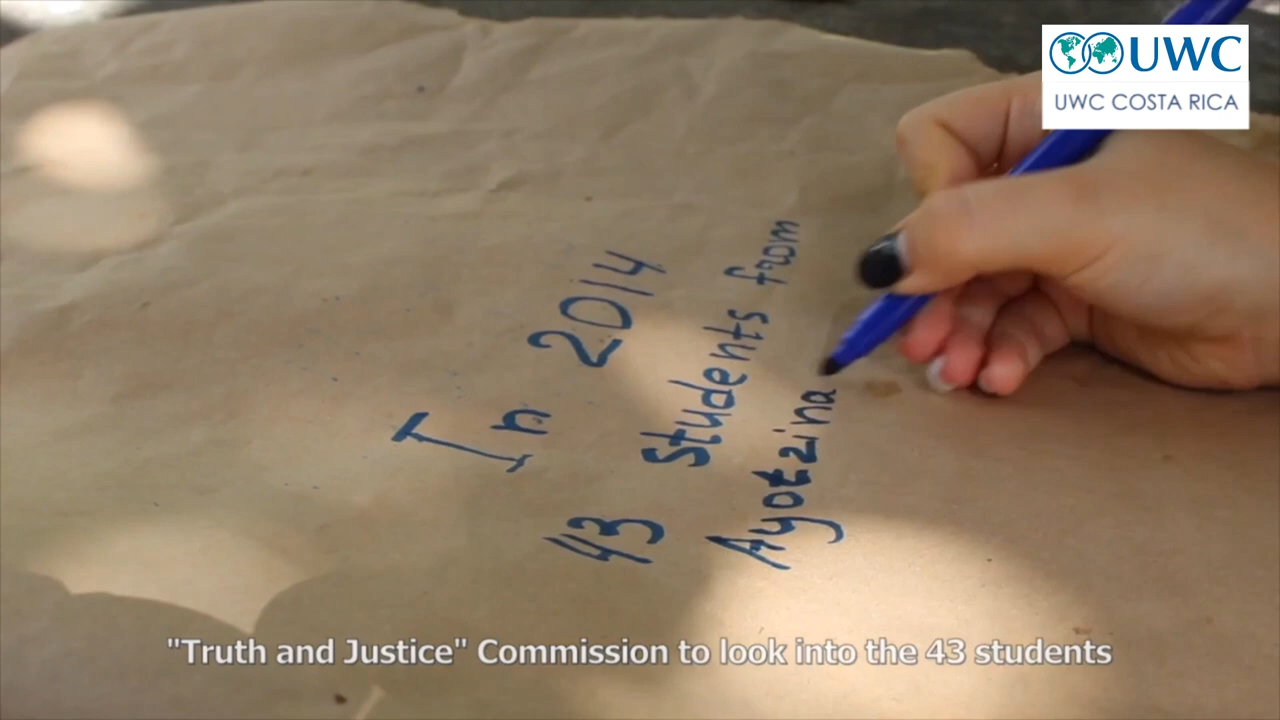 UWC
UWC COSTA RICA
In 2014
43 Students from
Ayotzina
"Truth and Justice" Commission to look into the 43 students